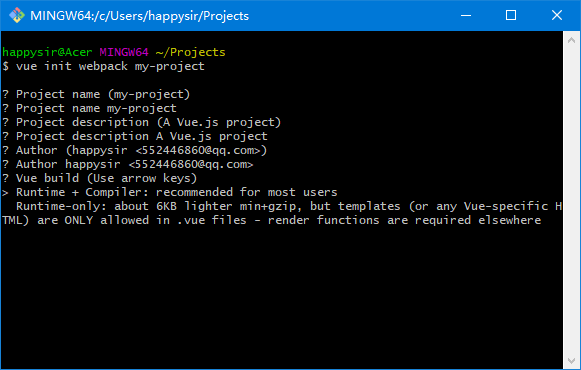 MINGW64:/c/Users/happysir/Projects
happysir@Acer MINGW64 ~/Projects
$ vue init webpack my-project
? Project name (my-project)
? Project name my-project
? Project description (A Vue.js project)
? Project description A Vue.js project
? Author (happysir <552446860@qq.com>)
? Author happysir <552446860@qq.com>
? Vue build (Use arrow keys)
> Runtime + Compiler: recommended for most users
  Runtime-only: about 6KB lighter min+gzip, but templates (or any Vue-specific H
TML) are ONLY allowed in .vue files - render functions are required elsewhere